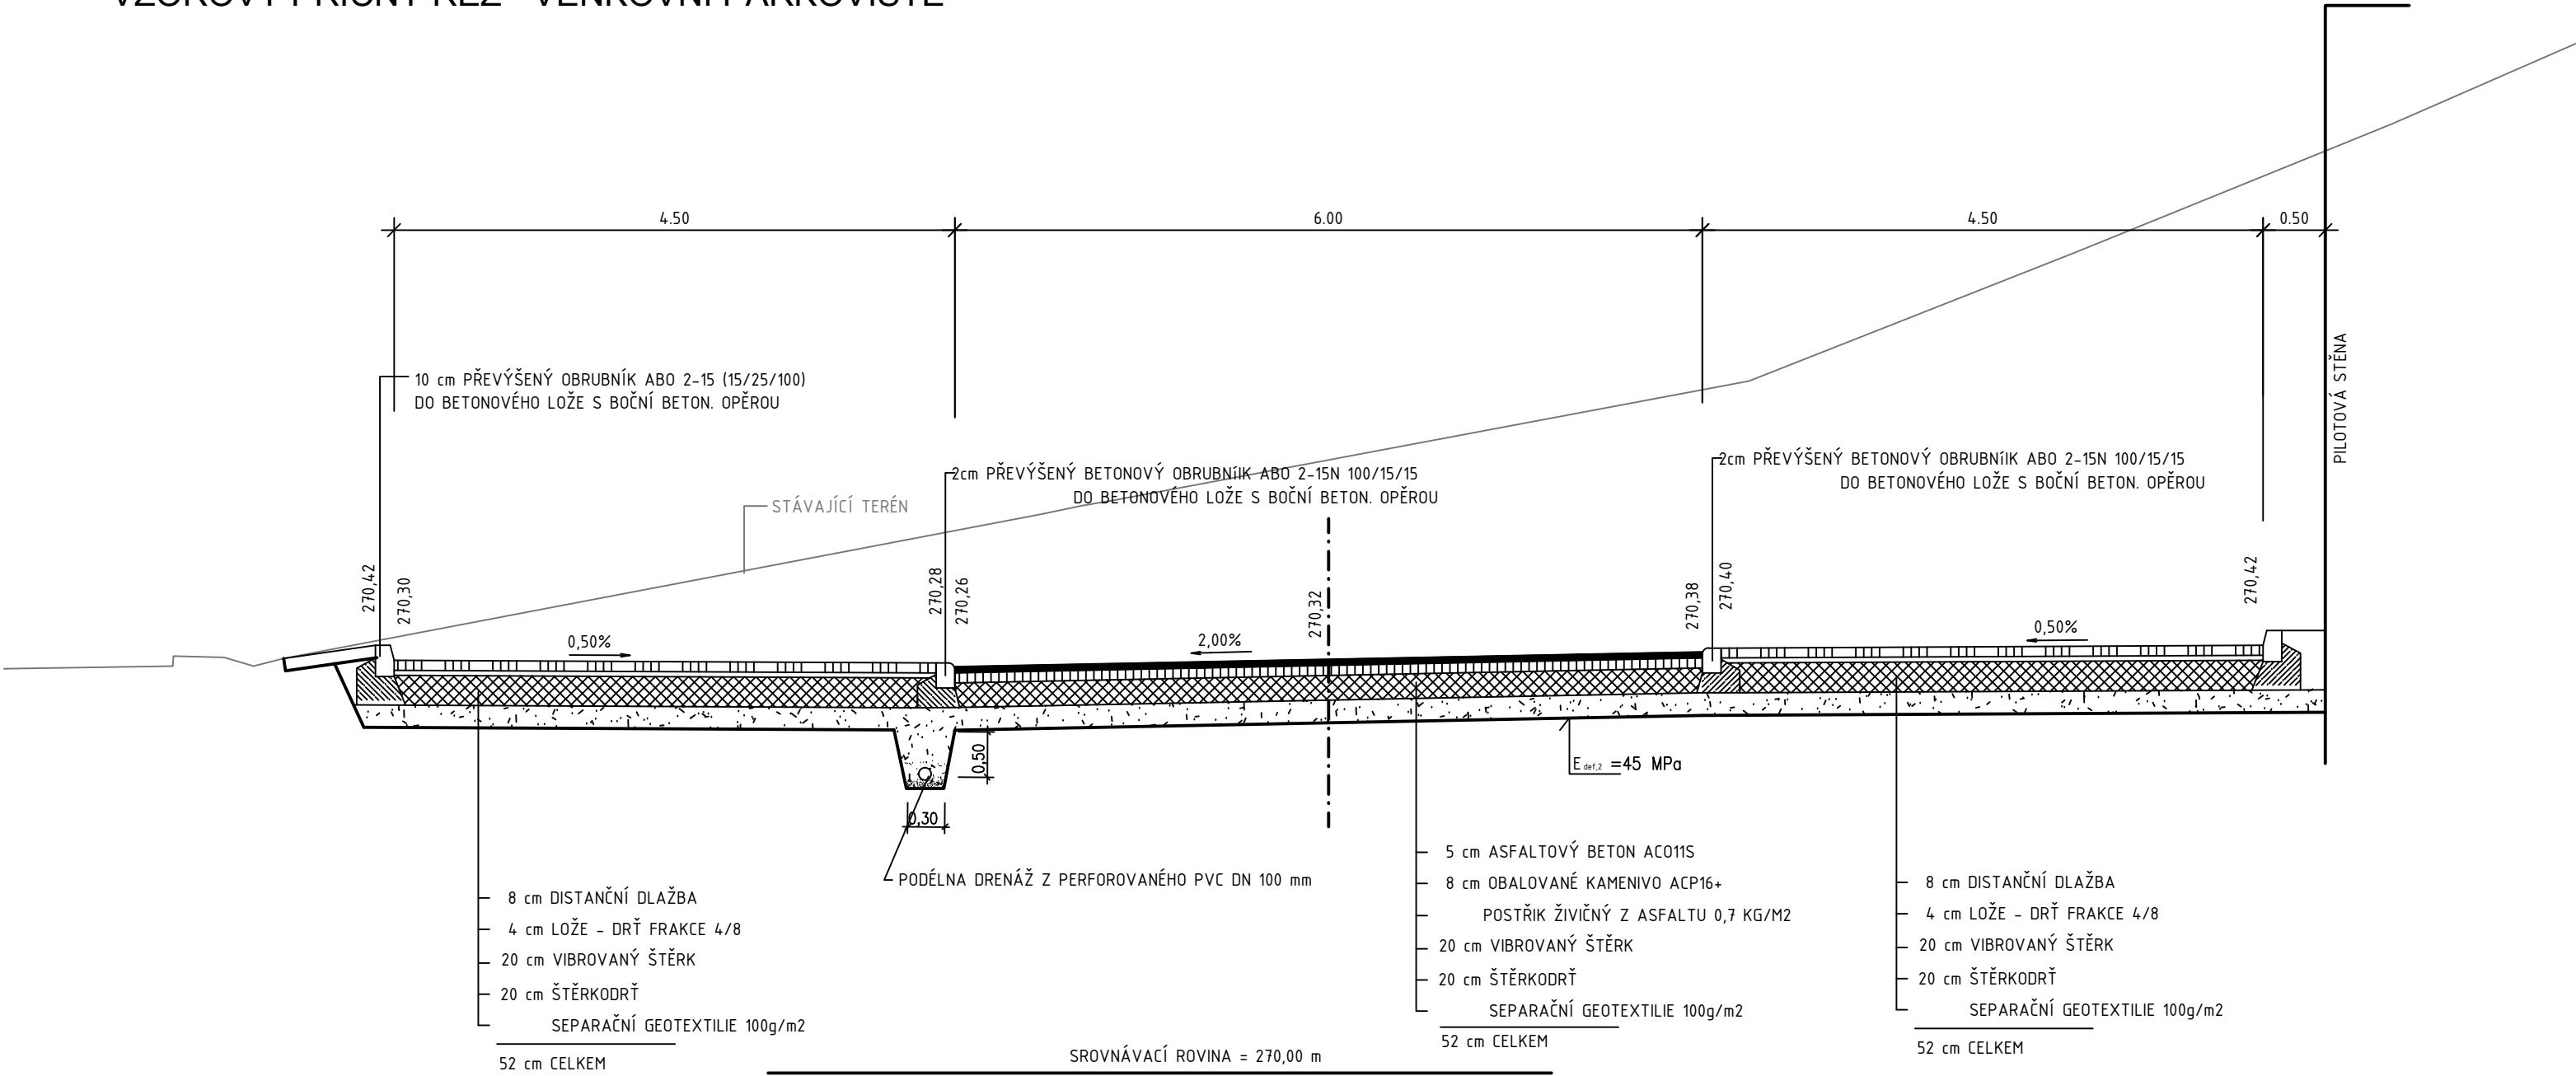 VZOROVÝ PŘÍČNÝ ŘEZ - VENKOVNÍ PARKOVIŠTĚ
4.50
6.00
4.50
0.50
10 cm PŘEVÝŠENÝ OBRUBNÍK ABO 2-15 (15/25/100)
DO BETONOVÉHO LOŽE S BOČNÍ BETON. OPĚROU
2cm PŘEVÝŠENÝ BETONOVÝ OBRUBNÍIK ABO 2-15N 100/15/15
DO BETONOVÉHO LOŽE S BOČNÍ BETON. OPĚROU
2cm PŘEVÝŠENÝ BETONOVÝ OBRUBNÍIK ABO 2-15N 100/15/15
DO BETONOVÉHO LOŽE S BOČNÍ BETON. OPĚROU
PILOTOVÁ STĚNA
STÁVAJÍCÍ TERÉN
270,42
270,30
270,28
270,26
270,32
270,38
270,40
270,42
0,50%
2,00%
0,50%
0,50
0,30
Edef,2 =45 MPa
PODÉLNA DRENÁŽ Z PERFOROVANÉHO PVC DN 100 mm
8 cm DISTANČNÍ DLAŽBA
4 cm LOŽE - DRŤ FRAKCE 4/8
20 cm VIBROVANÝ ŠTĚRK
20 cm ŠTĚRKODRŤ
SEPARAČNÍ GEOTEXTILIE 100g/m2
52 cm CELKEM
5 cm ASFALTOVÝ BETON ACO11S
8 cm OBALOVANÉ KAMENIVO ACP16+
POSTŘIK ŽIVIČNÝ Z ASFALTU 0,7 KG/M2
20 cm VIBROVANÝ ŠTĚRK
20 cm ŠTĚRKODRŤ
SEPARAČNÍ GEOTEXTILIE 100g/m2
52 cm CELKEM
8 cm DISTANČNÍ DLAŽBA
4 cm LOŽE - DRŤ FRAKCE 4/8
20 cm VIBROVANÝ ŠTĚRK
20 cm ŠTĚRKODRŤ
SEPARAČNÍ GEOTEXTILIE 100g/m2
52 cm CELKEM
SROVNÁVACÍ ROVINA = 270,00 m